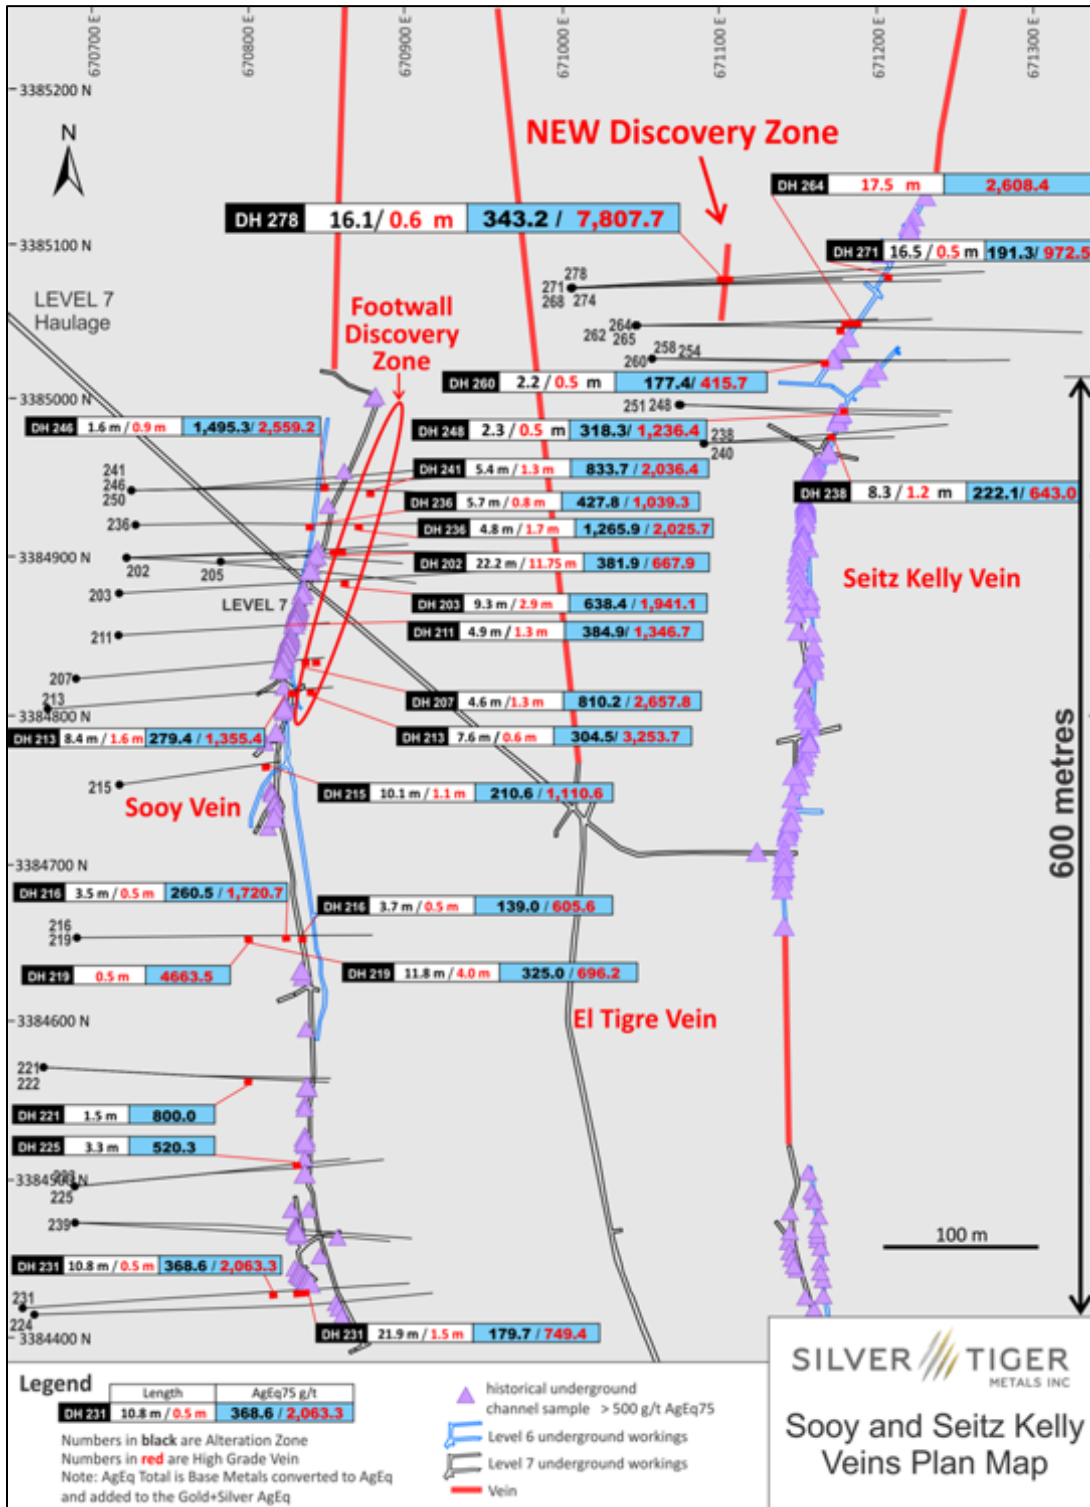 670700 E
670800 E
670900 E
671000 E
671100 E
671200 E
671300 E
3385200 N
N
NEW Discovery Zone
DH 264 17.5 m 2,608.4
DH 278 16.1/ 0.6 m 343.2 / 7,807.7
3385100 N
DH 271 16.5 / 0.5 m 191.3/ 972.5
278
271
268 274
LEVEL 7
Haulage
Footwall
Discovery
Zone
264
262 265
258 254
260
DH 260 2.2 / 0.5 m 177.4/ 415.7
3385000 N
251 248
DH 246 1.6 m / 0.9 m 1,495.3/ 2,559.2
DH 248 2.3 / 0.5 m 318.3/ 1,236.4
238
240
241
246
250
DH 241 5.4 m / 1.3 m 833.7 / 2,036.4
DH 238 8.3 / 1.2 m 222.1/ 643.0
DH 236 5.7 m / 0.8 m 427.8 / 1,039.3
236
DH 236 4.8 m / 1.7 m 1,265.9 / 2,025.7
3384900 N
202
205
DH 202 22.2 m / 11.75 m 381.9 / 667.9
Seitz Kelly Vein
203
LEVEL 7
DH 203 9.3 m / 2.9 m 638.4 / 1,941.1
211
DH 211 4.9 m / 1.3 m 384.9/ 1,346.7
207
213
DH 207 4.6 m /1.3 m 810.2 / 2,657.8
3384800 N
DH 213 8.4 m / 1.6 m 279.4 / 1,355.4
DH 213 7.6 m / 0.6 m 304.5/ 3,253.7
215
Sooy Vein
DH 215 10.1 m / 1.1 m 210.6 / 1,110.6
600 metres
3384700 N
DH 216 3.5 m / 0.5 m 260.5 / 1,720.7
DH 216 3.7 m / 0.5 m 139.0 / 605.6
216
219
DH 219 0.5 m 4663.5
DH 219 11.8 m / 4.0 m 325.0 / 696.2
3384600 N
El Tigre Vein
221
222
DH 221 1.5 m 800.0
DH 225 3.3 m 520.3
3384500 N
225
239
100 m
DH 231 10.8 m / 0.5 m 368.6 / 2,063.3
231
224
DH 231 21.9 m / 1.5 m 179.7 / 749.4
3384400 N
SILVER TIGER
METALS INC
Sooy and Seitz Kelly
Veins Plan Map
Legend
Length AgEq75 g/t
DH 231 10.8 m / 0.5 m 368.6 / 2,063.3
Numbers in black are Alteration Zone
Numbers in red are High Grade Vein
Note: AgEq Total is Base Metals converted to AgEq
and added to the Gold+Silver AgEq
historical underground
channel sample > 500 g/t AgEq75
Level 6 underground workings
Level 7 underground workings
Vein